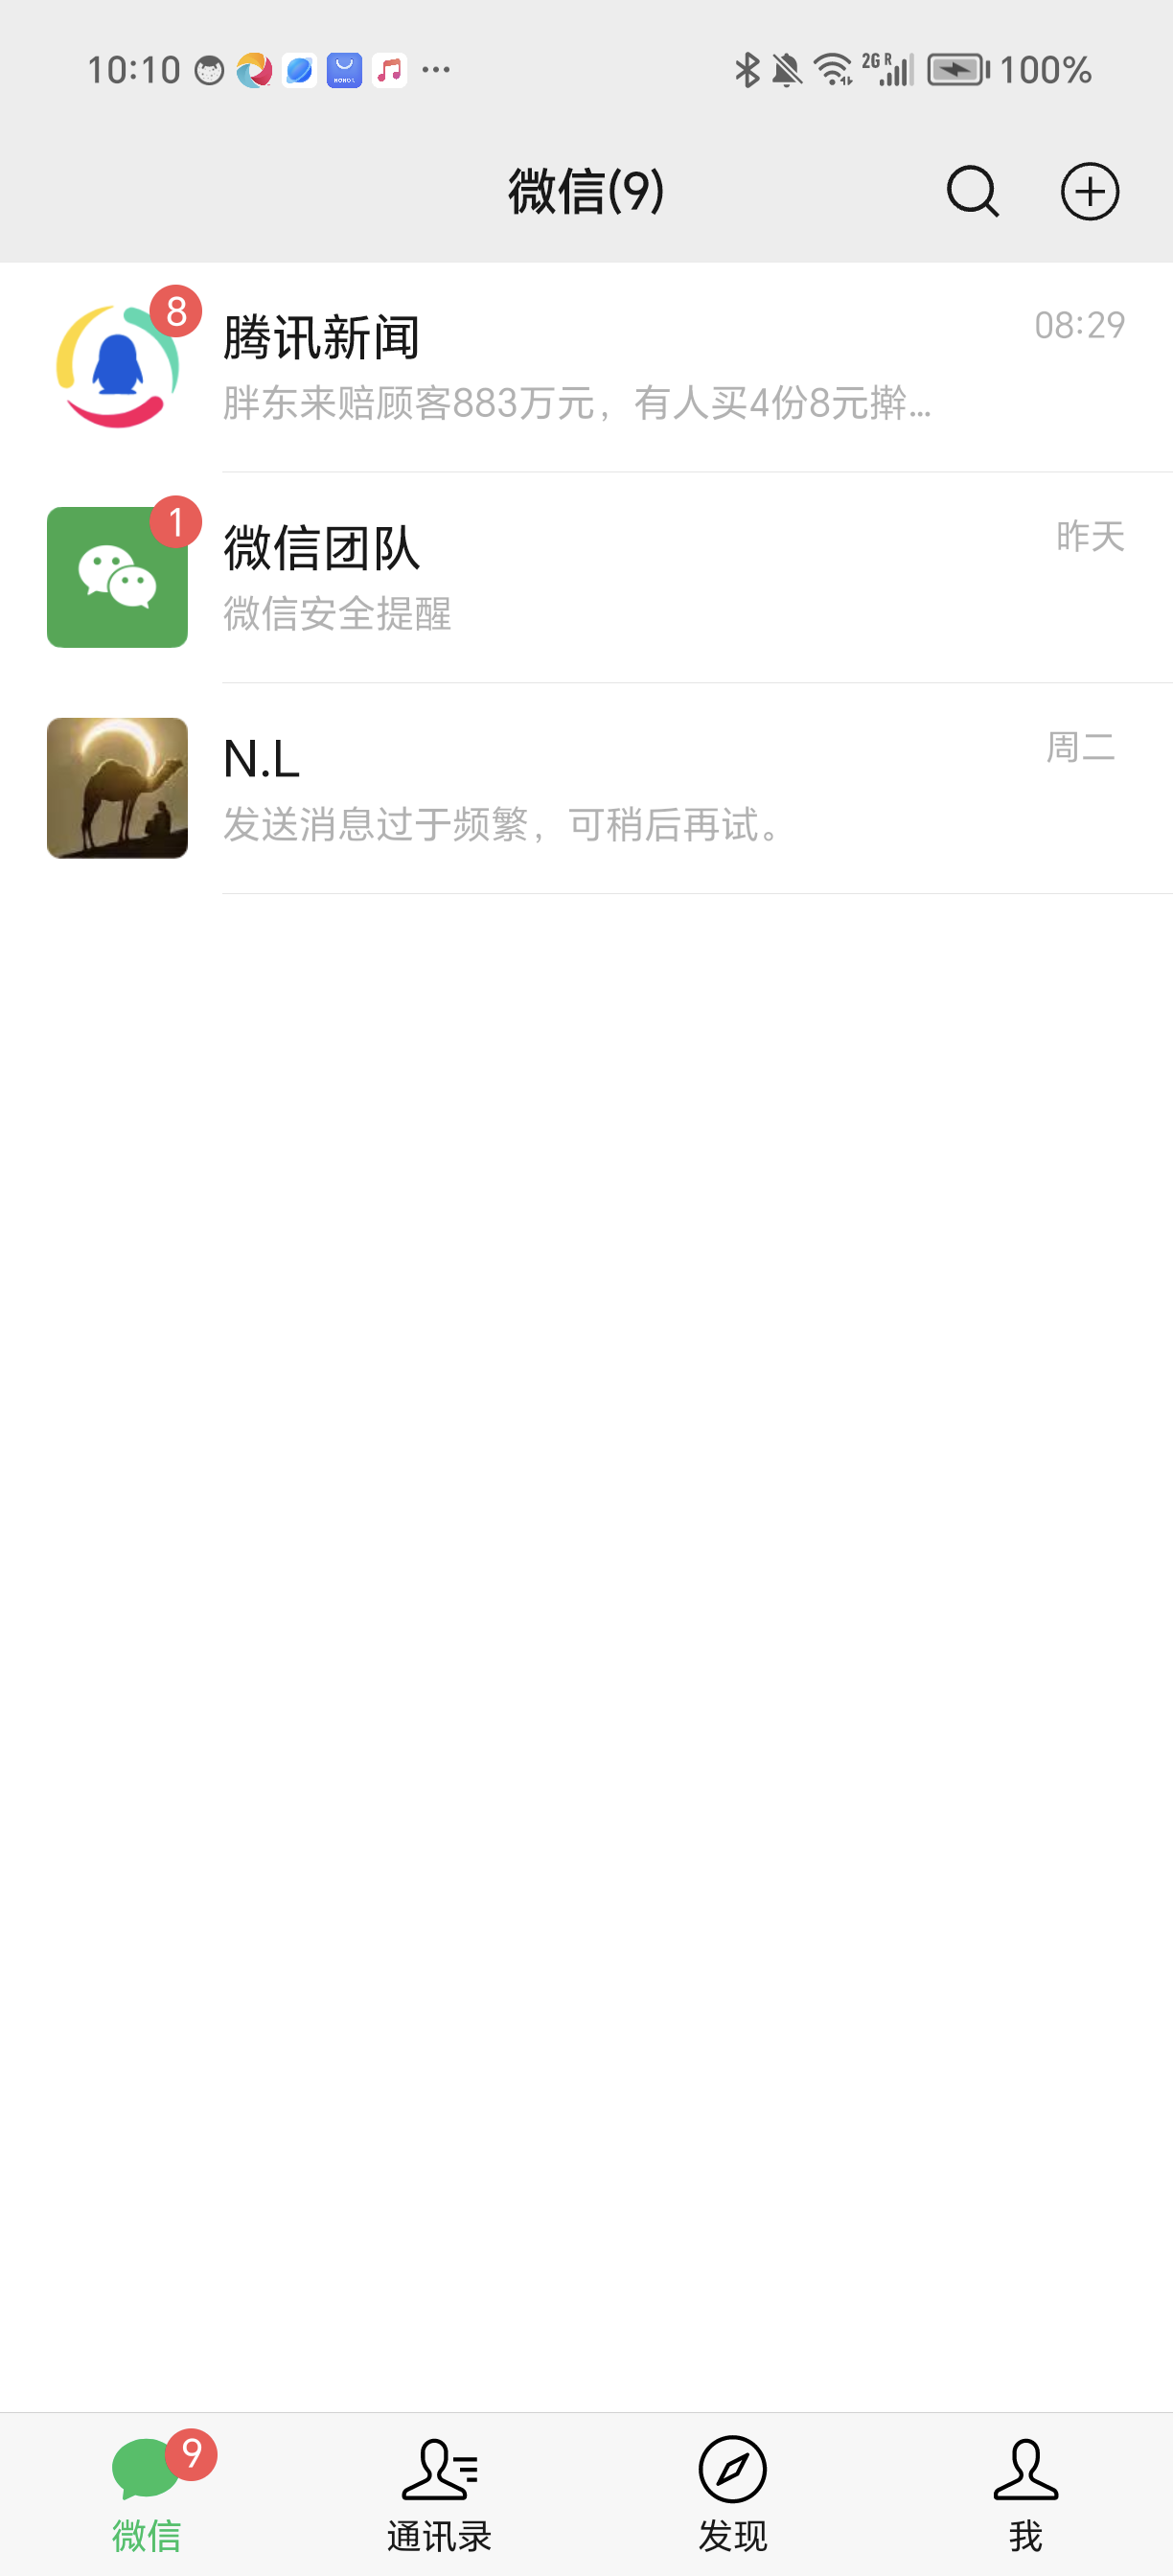 10:10 ... 2G R 100%
微信(9)
8
腾讯新闻 08:29
胖东来赔顾客883万元，有人买4份8元擀...
1
微信团队 昨天
微信安全提醒
N.L 周二
发送消息过于频繁，可稍后再试。
9
微信 通讯录 发现 我